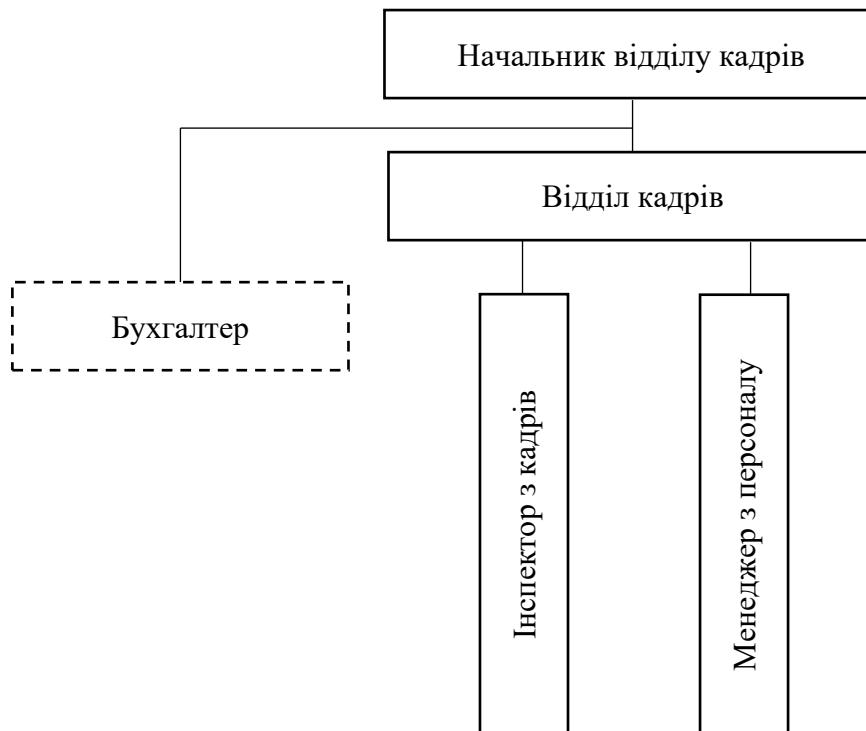 Начальник відділу кадрів
Відділ кадрів
Бухгалтер
Інспектор з кадрів
Менеджер з персоналу